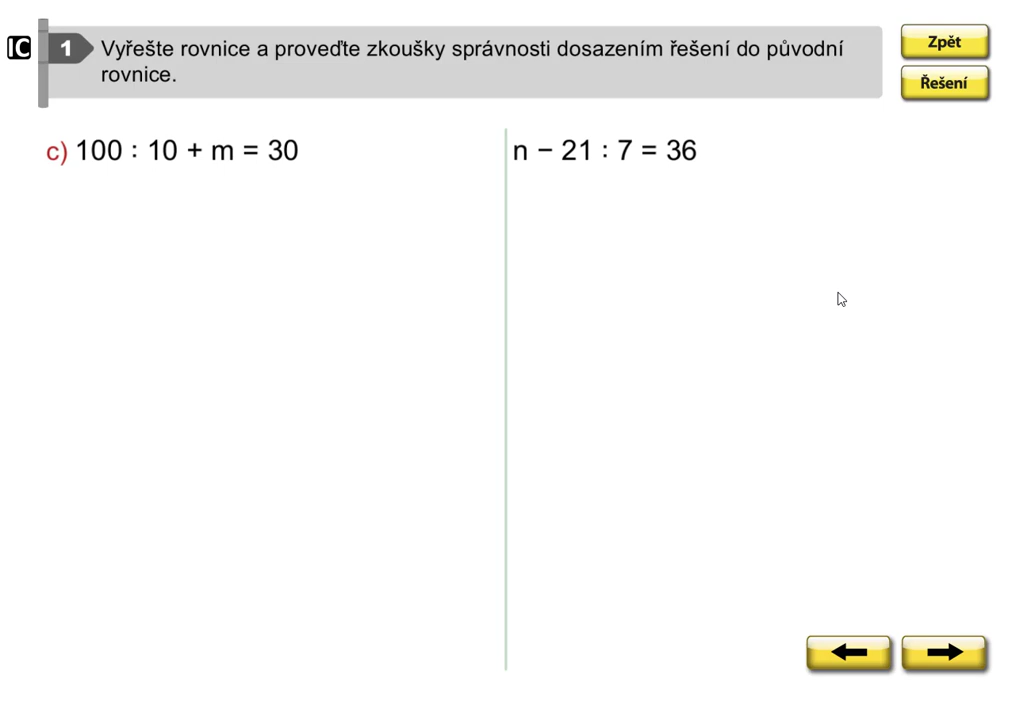 IC
1
Vyřešte rovnice a proveďte zkoušky správnosti dosazením řešení do původní
rovnice.
Zpět
Řešení
c) 100 : 10 + m = 30
n − 21 : 7 = 36